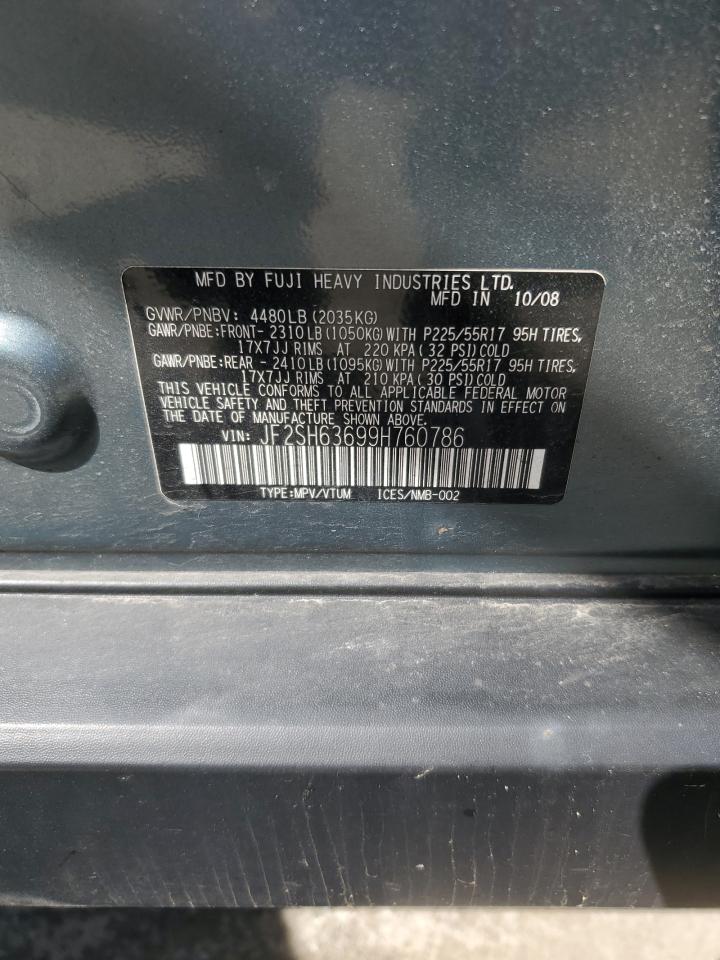 MFD BY FUJI HEAVY INDUSTRIES LTD.
MFD IN 10/08
GVWR/PNBV: 4480LB(2035KG)
GAWR/PNBE:FRONT- 2310LB(1050KG)WITH P225/55R17 95H TIRES,
17X7JJ RIMS AT 220 KPA(32 PSI)COLD
GAWR/PNBE:REAR - 2410LB(1095KG)WITH P225/55R17 95H TIRES,
17X7JJ RIMS AT 210 KPA(30 PSI)COLD
THIS VEHICLE CONFORMS TO ALL APPLICABLE FEDERAL MOTOR
VEHICLE SAFETY AND THEFT PREVENTION STANDARDS IN EFFECT ON
THE DATE OF MANUFACTURE SHOWN ABOVE.
VIN: JF2SH63699H760786
TYPE:MPV/VTUM ICES/NMB-002